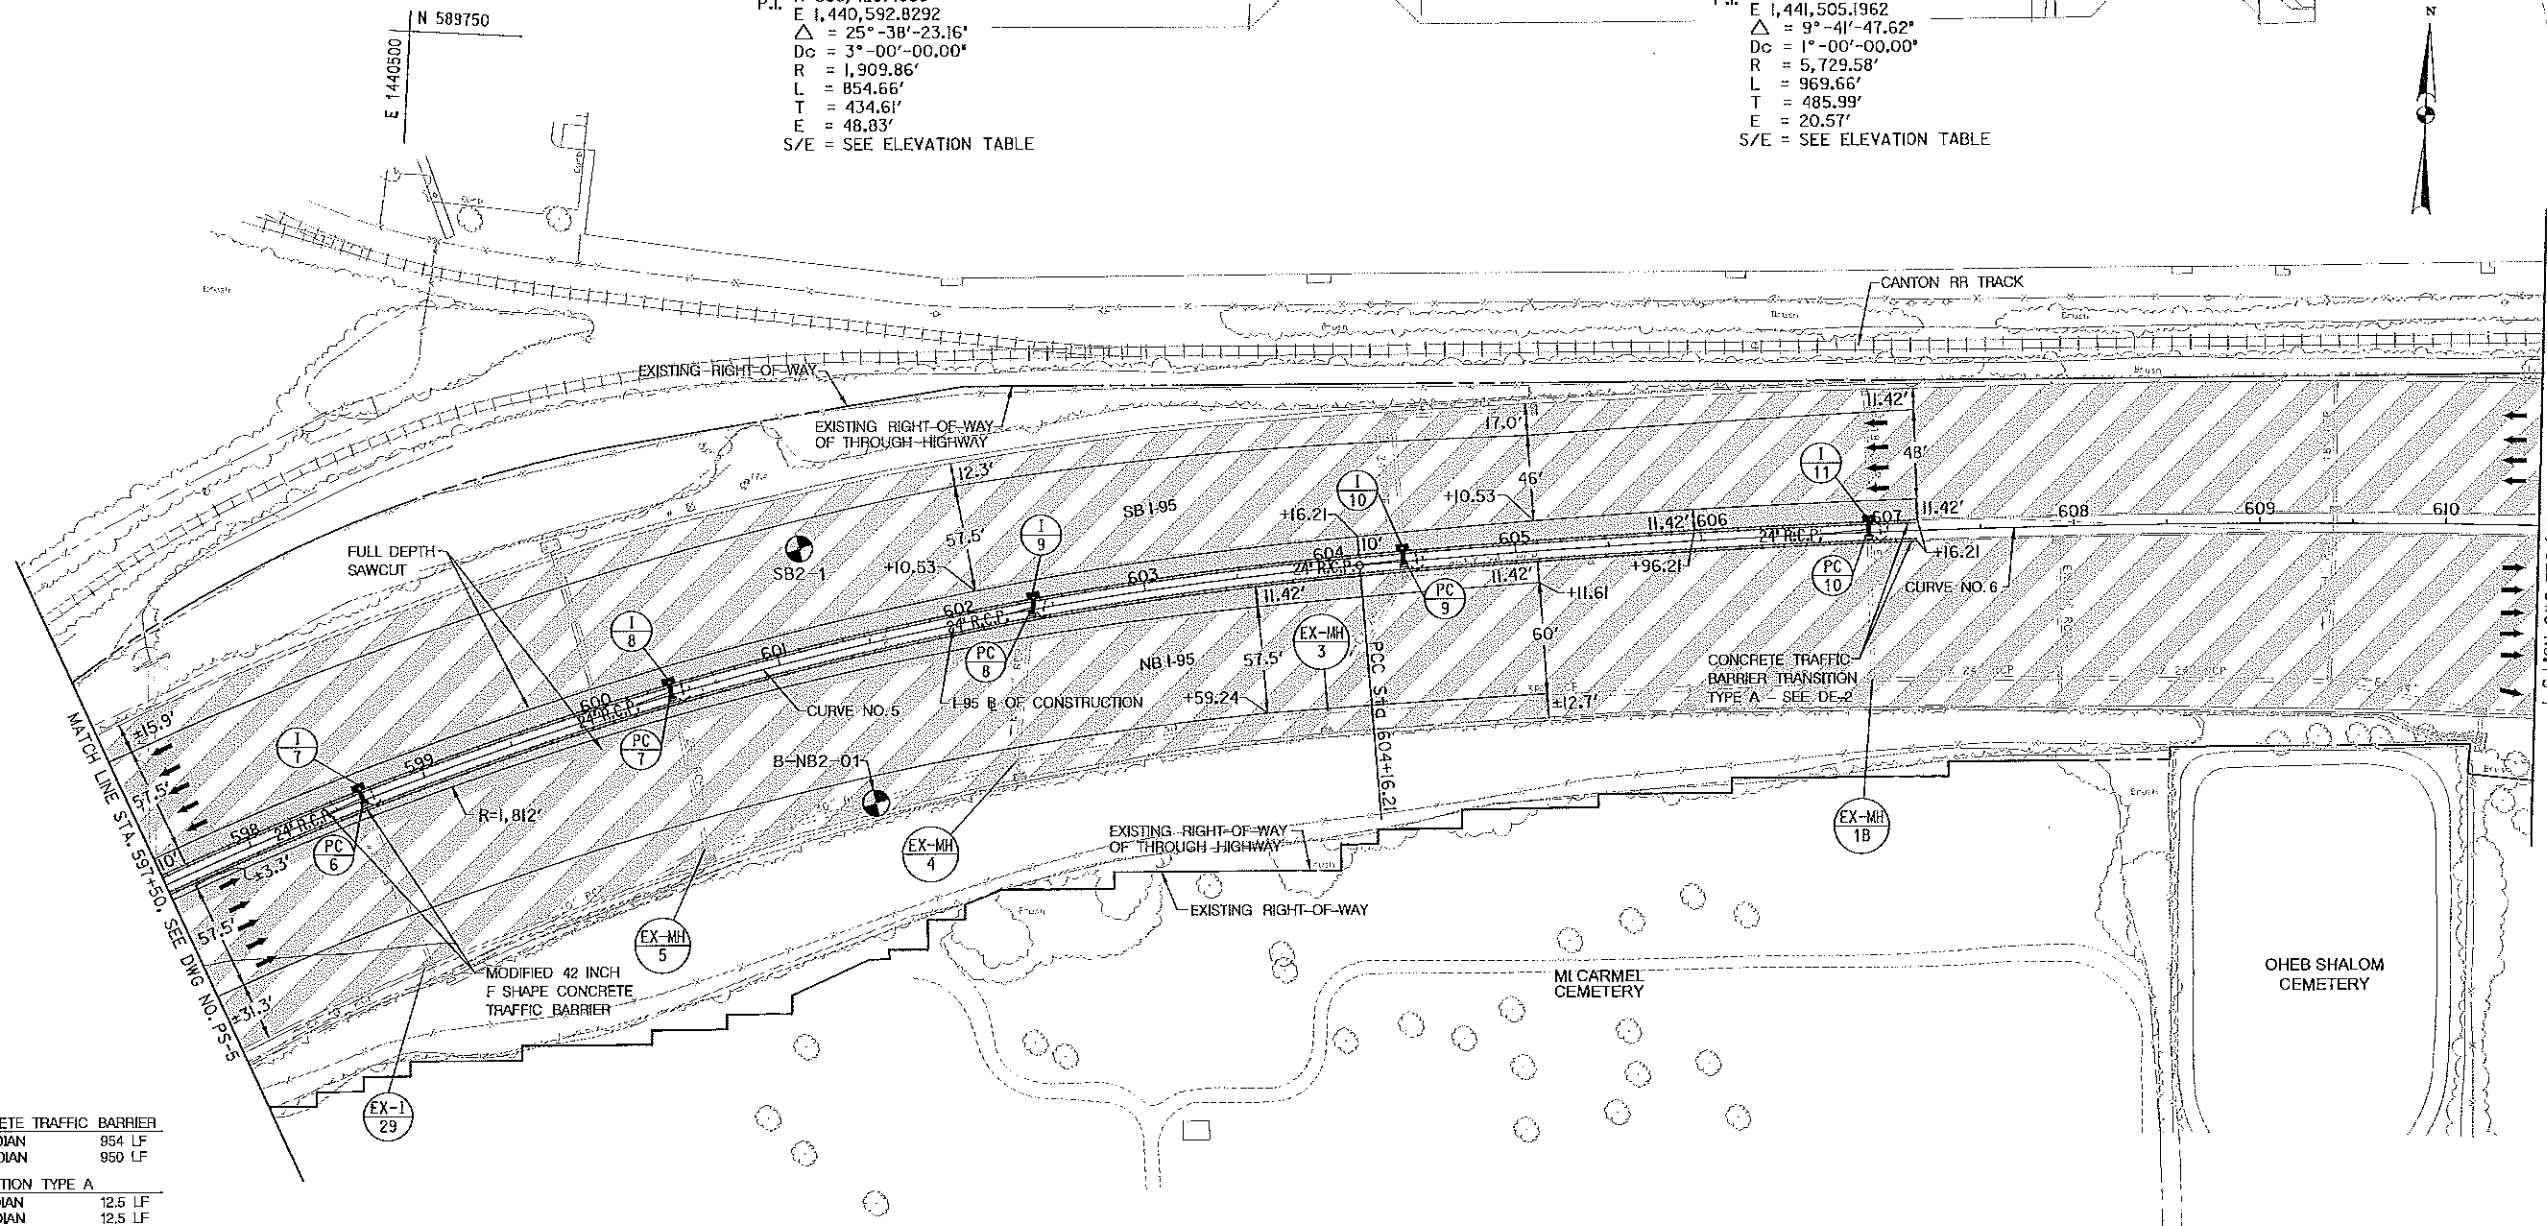 N 589750
E 1440500
P.I.
E 1,440,592.8292
△ = 25°-38'-23.16"
Dc = 3°-00'-00.00"
R = 1,909.86'
L = 854.66'
T = 434.61'
E = 48.83'
S/E = SEE ELEVATION TABLE
E 1,441,505.1962
△ = 9°-41'-47.62"
Dc = 1°-00'-00.00"
R = 5,729.58'
L = 969.66'
T = 485.99'
E = 20.57'
S/E = SEE ELEVATION TABLE
N
CANTON RR TRACK
EXISTING RIGHT-OF-WAY
EXISTING RIGHT-OF-WAY
OF THROUGH-HIGHWAY
11.42'
17.0'
48'
46'
12.3'
57.5'
SB I-95
I
11
I
10
I
9
+10.53
+16.21
10'
11.42'
606
607
11.42'
608
609
610
FULL DEPTH
SAWCUT
SB2-1
+10.53
604
605
24" R.C.P.
+16.21
603
24" R.C.P.
11.42'
+96.21
PC
10
CURVE NO. 6
602
24" R.C.P.
11.42'
PC
9
+11.61
I
8
601
PC
8
EX-MH
3
60'
NB I-95
57.5'
CONCRETE TRAFFIC
BARRIER TRANSITION
TYPE A - SEE DE-2
600
24" R.C.P.
CURVE NO. 5
I-95 B OF CONSTRUCTION
+59.24
±12.7'
PCC Sta 604+16.21
MATCH LINE STA. 597+50, SEE DWG NO. PS-5
±15.9'
I
7
599
PC
7
B-NB2-01
57.5'
R=1,812'
598
24" R.C.P.
10'
PC
6
±3.3'
EX-MH
4
EXISTING RIGHT-OF-WAY
OF THROUGH-HIGHWAY
EX-MH
1B
57.5'
EX-MH
5
EXISTING RIGHT-OF-WAY
±31.3'
MODIFIED 42 INCH
F SHAPE CONCRETE
TRAFFIC BARRIER
Mt. CARMEL
CEMETERY
OHEB SHALOM
CEMETERY
EX-I
29
ETE TRAFFIC BARRIER
DIAN 954 LF
DIAN 950 LF
TION TYPE A
DIAN 12.5 LF
DIAN 12.5 LF